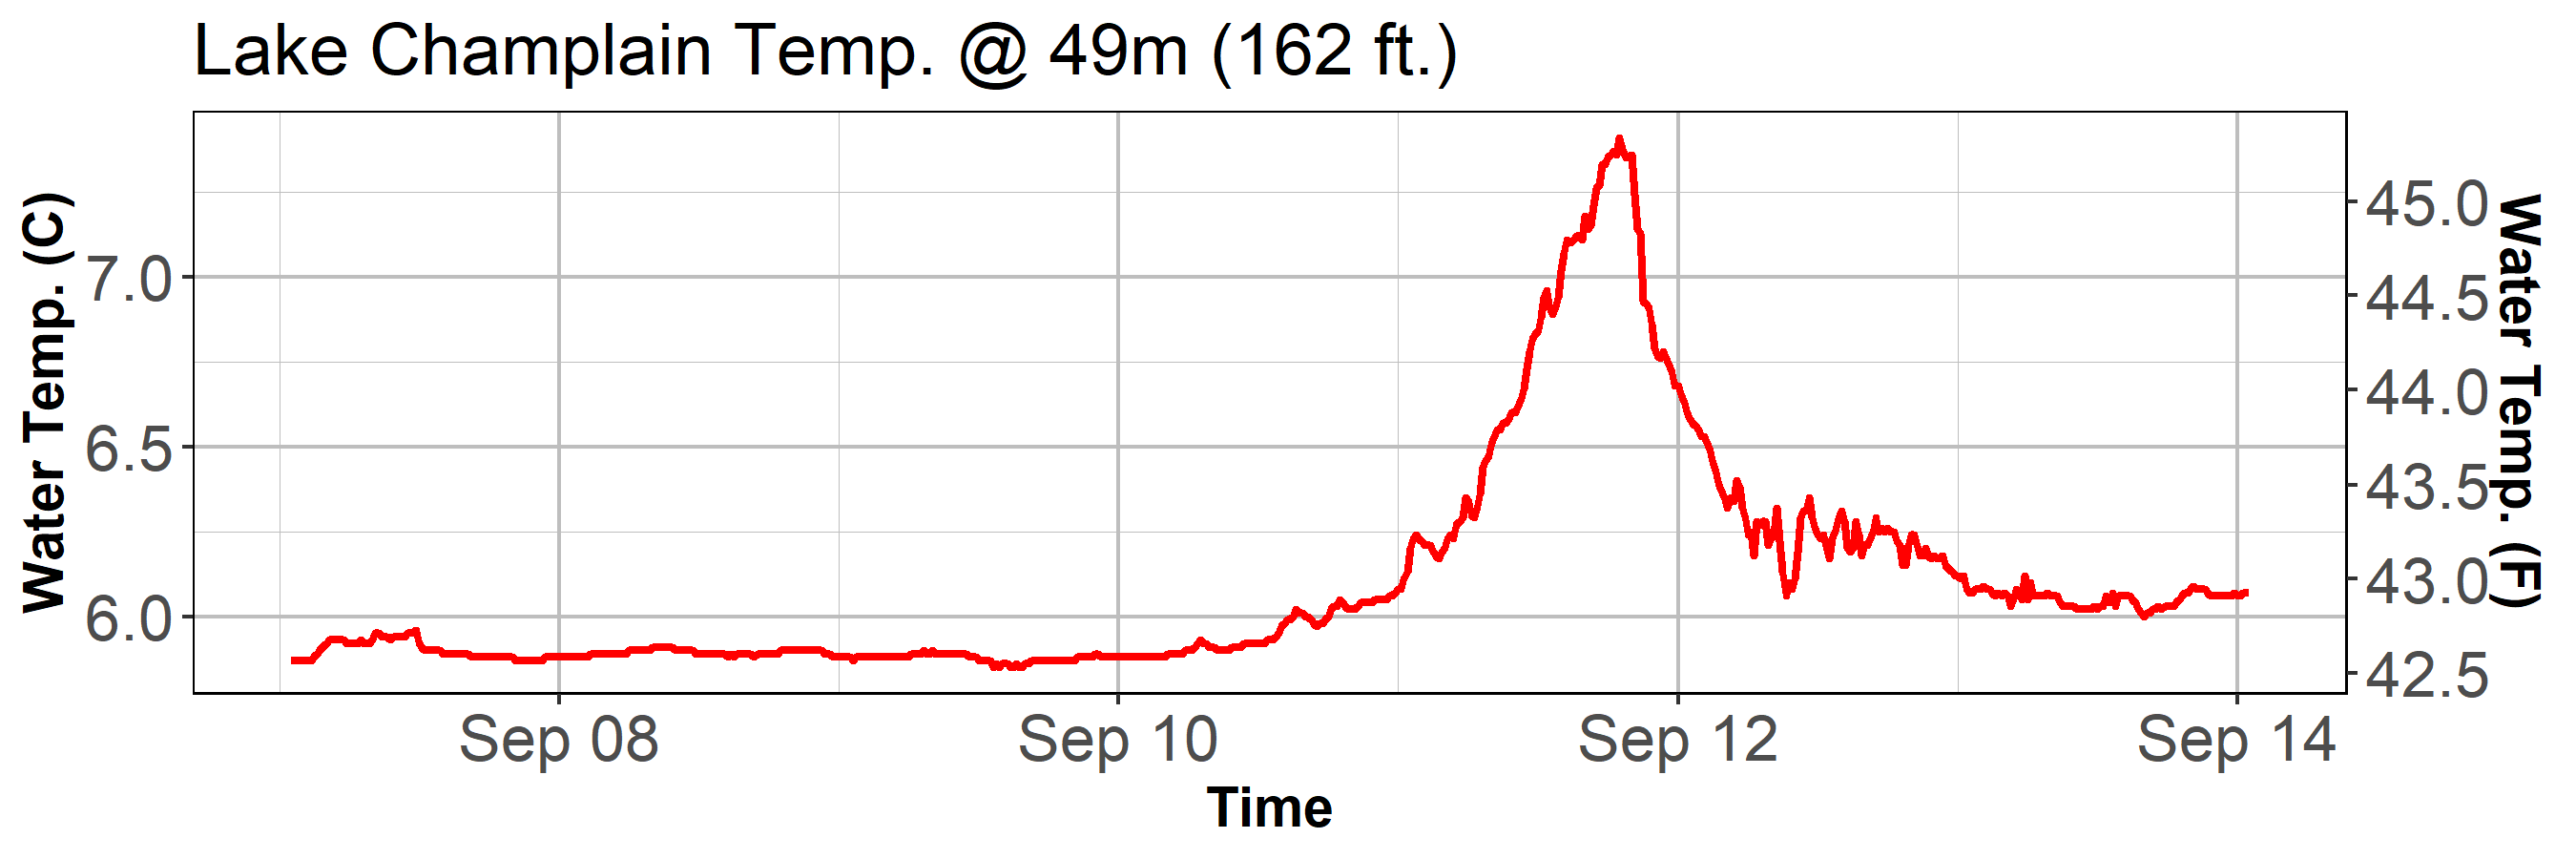 Lake Champlain Temp. @ 49m (162 ft.)
Water Temp. (C)
7.0
6.5
6.0
45.0
44.5
44.0
43.5
43.0
42.5
Water Temp. (F)
Sep 08
Sep 10
Sep 12
Sep 14
Time